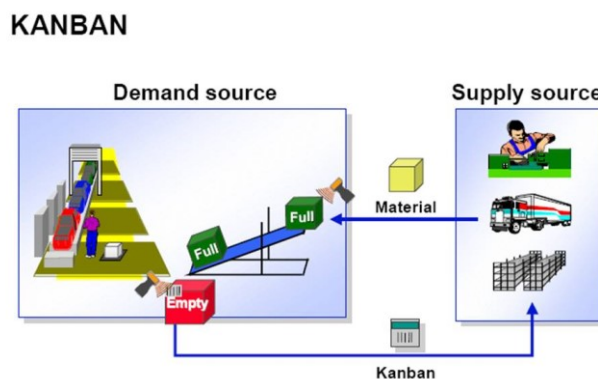 KANBAN
Demand source
Supply source
Full
Full
Material
Empty
Kanban